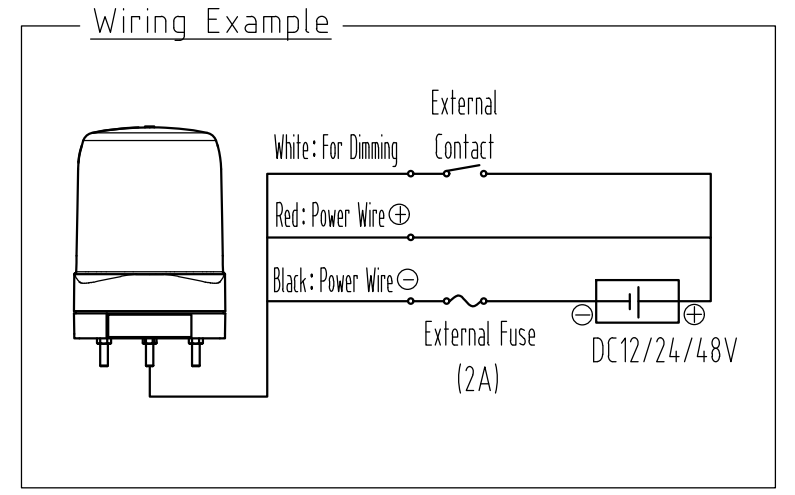 Wiring Example
External
Contact
White: For Dimming
Red: Power Wire ⊕
Black: Power Wire ⊖
External Fuse
(2A)
⊖ ⊕
DC12/24/48V